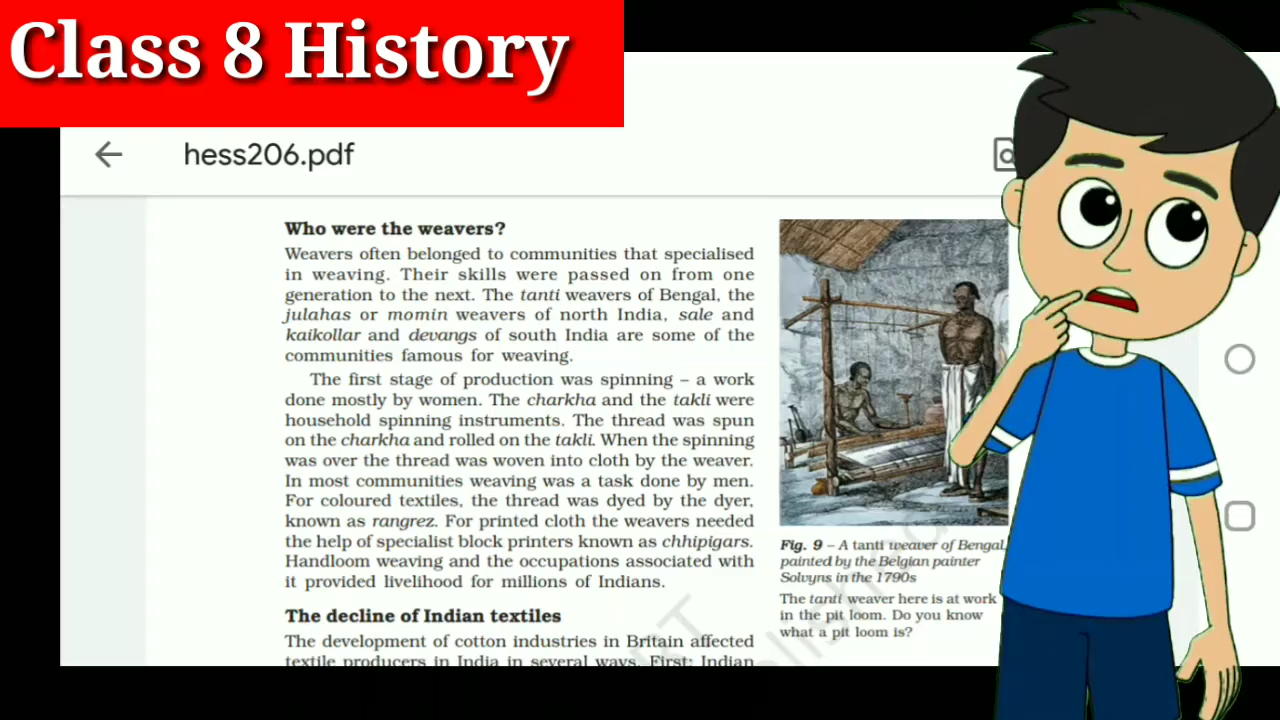 Class 8 History
hess206.pdf
Who were the weavers?
Weavers often belonged to communities that specialised
in weaving. Their skills were passed on from one
generation to the next. The tanti weavers of Bengal, the
julahas or momin weavers of north India, sale and
kaikollar and devangs of south India are some of the
communities famous for weaving.
The first stage of production was spinning – a work
done mostly by women. The charkha and the takli were
household spinning instruments. The thread was spun
on the charkha and rolled on the takli. When the spinning
was over the thread was woven into cloth by the weaver.
In most communities weaving was a task done by men.
For coloured textiles, the thread was dyed by the dyer,
known as rangrez. For printed cloth the weavers needed
the help of specialist block printers known as chhipigars.
Handloom weaving and the occupations associated with
it provided livelihood for millions of Indians.
The decline of Indian textiles
The development of cotton industries in Britain affected
textile producers in India in several ways. First: Indian
Fig. 9 – A tanti weaver of Bengal,
painted by the Belgian painter
Solvyns in the 1790s
The tanti weaver here is at work
in the pit loom. Do you know
what a pit loom is?